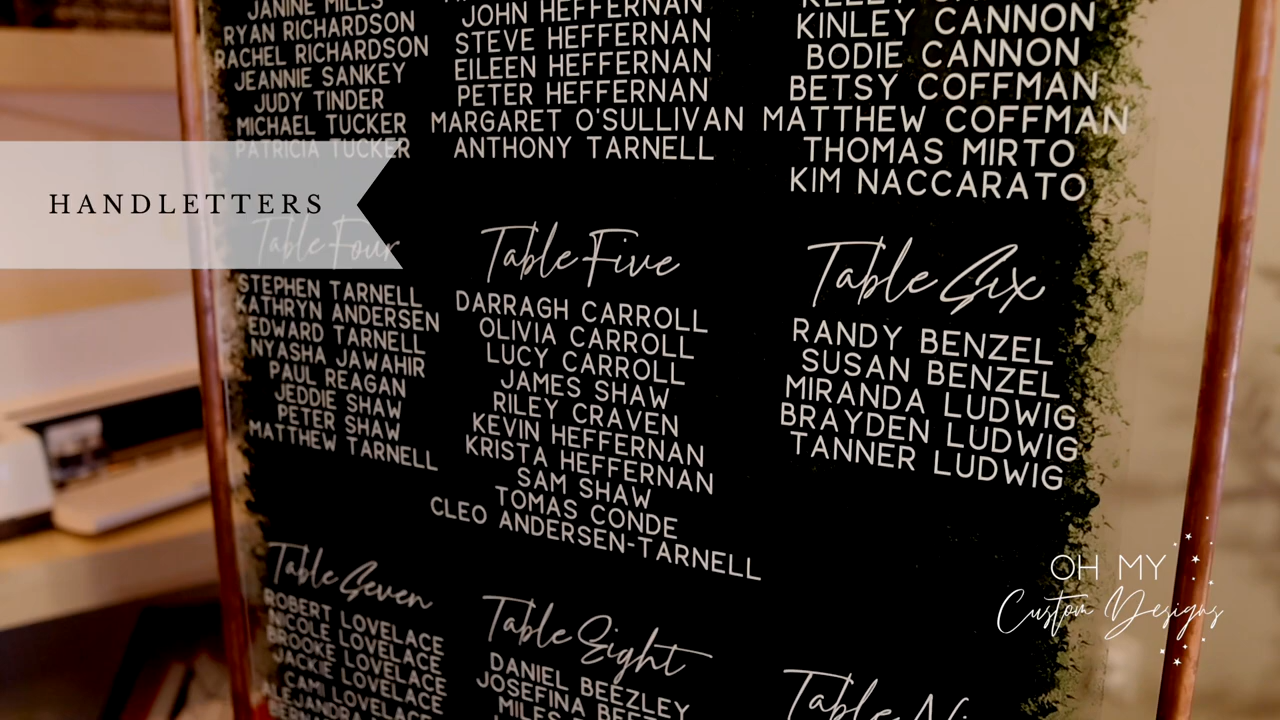 JANINE MILES
RYAN RICHARDSON
RACHEL RICHARDSON
JEANNIE SANKEY
JUDY TINDER
MICHAEL TUCKER
PATRICIA TUCKER
JOHN HEFFERNAN
STEVE HEFFERNAN
EILEEN HEFFERNAN
PETER HEFFERNAN
MARGARET O'SULLIVAN
ANTHONY TARNELL
KINLEY CANNON
BODIE CANNON
BETSY COFFMAN
MATTHEW COFFMAN
THOMAS MIRTO
KIM NACCARATO
HANDLETTERS
Table Four
STEPHEN TARNELL
KATHRYN ANDERSEN
EDWARD TARNELL
NYASHA JAWAHIR
PAUL REAGAN
JEDDIE SHAW
PETER SHAW
MATTHEW TARNELL
Table Five
DARRAGH CARROLL
OLIVIA CARROLL
LUCY CARROLL
JAMES SHAW
RILEY CRAVEN
KEVIN HEFFERNAN
KRISTA HEFFERNAN
SAM SHAW
TOMAS CONDE
CLEO ANDERSEN-TARNELL
Table Six
RANDY BENZEL
SUSAN BENZEL
MIRANDA LUDWIG
BRAYDEN LUDWIG
TANNER LUDWIG
Table Seven
ROBERT LOVELACE
NICOLE LOVELACE
BROOKE LOVELACE
JACKIE LOVELACE
CAMI LOVELACE
Table Eight
DANIEL BEEZLEY
JOSEFINA
Table
OH MY
Custom Designs